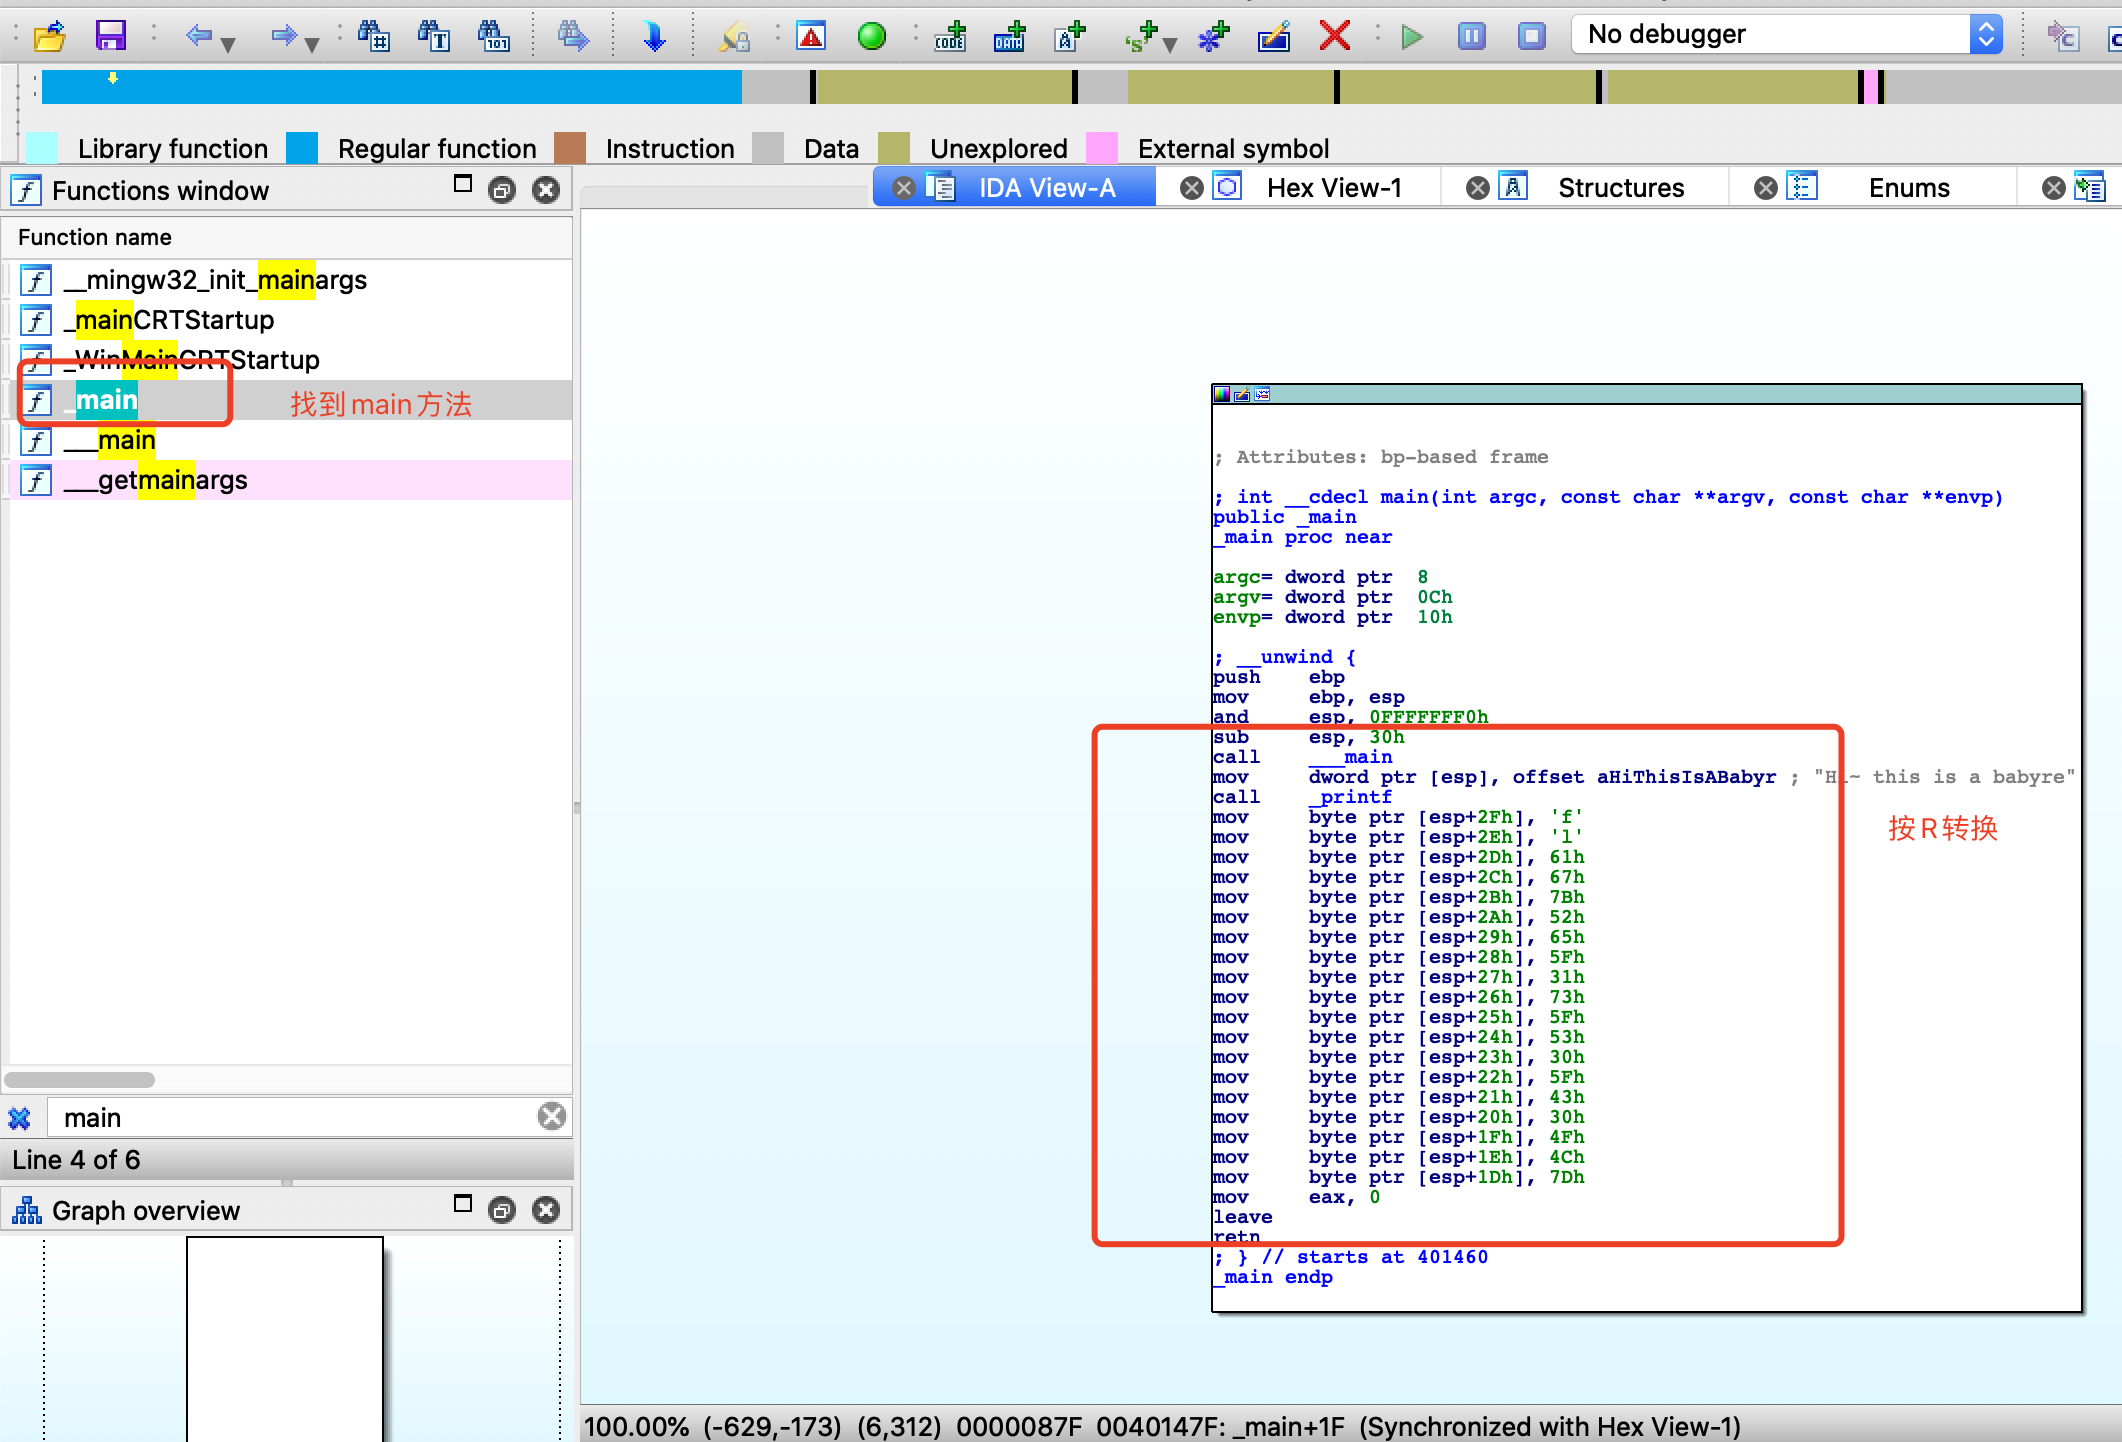 No debugger
Library function Regular function Instruction Data Unexplored External symbol
Functions window
Function name
__mingw32_init_mainargs
_mainCRTStartup
_WinMainCRTStartup
_main
找到main方法
___main
___getmainargs
main
Line 4 of 6
Graph overview
IDA View-A Hex View-1 Structures Enums
; Attributes: bp-based frame
; int __cdecl main(int argc, const char **argv, const char **envp)
public _main
_main proc near
argc= dword ptr 8
argv= dword ptr 0Ch
envp= dword ptr 10h
; __unwind {
push ebp
mov ebp, esp
and esp, 0FFFFFFF0h
sub esp, 30h
call ___main
mov dword ptr [esp], offset aHiThisIsABabyr ; "Hi~ this is a babyre"
call _printf
mov byte ptr [esp+2Fh], 'f'
按R转换
mov byte ptr [esp+2Eh], 'l'
mov byte ptr [esp+2Dh], 61h
mov byte ptr [esp+2Ch], 67h
mov byte ptr [esp+2Bh], 7Bh
mov byte ptr [esp+2Ah], 52h
mov byte ptr [esp+29h], 65h
mov byte ptr [esp+28h], 5Fh
mov byte ptr [esp+27h], 31h
mov byte ptr [esp+26h], 73h
mov byte ptr [esp+25h], 5Fh
mov byte ptr [esp+24h], 53h
mov byte ptr [esp+23h], 30h
mov byte ptr [esp+22h], 5Fh
mov byte ptr [esp+21h], 43h
mov byte ptr [esp+20h], 30h
mov byte ptr [esp+1Fh], 4Fh
mov byte ptr [esp+1Eh], 4Ch
mov byte ptr [esp+1Dh], 7Dh
mov eax, 0
leave
retn
; } // starts at 401460
_main endp
100.00% (-629,-173) (6,312) 0000087F 0040147F: _main+1F (Synchronized with Hex View-1)